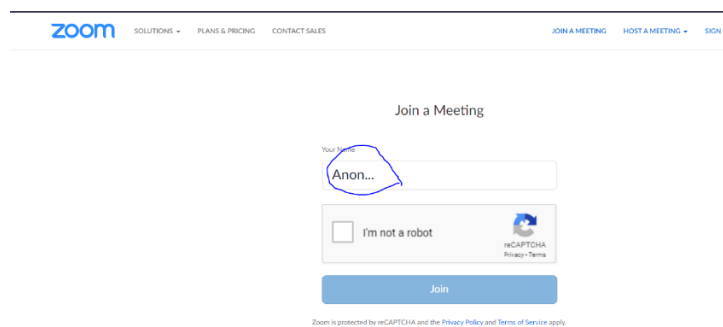 zoom SOLUTIONS PLANS & PRICING CONTACT SALES JOIN A MEETING HOST A MEETING SIGN
Join a Meeting
Your Name
Anon...
I'm not a robot
reCAPTCHA
Privacy - Terms
Join
Zoom is protected by reCAPTCHA and the Privacy Policy and Terms of Service apply.